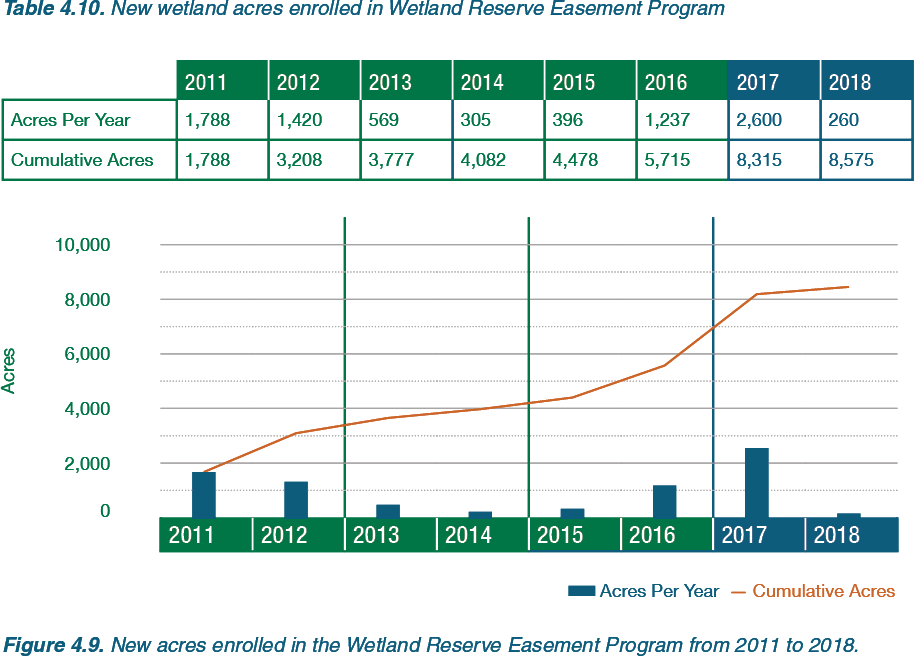 Table 4.10. New wetland acres enrolled in Wetland Reserve Easement Program
2011 2012 2013 2014 2015 2016 2017 2018
Acres Per Year 1,788 1,420 569 305 396 1,237 2,600 260
Cumulative Acres 1,788 3,208 3,777 4,082 4,478 5,715 8,315 8,575
10,000
8,000
6,000
4,000
2,000
0
Acres
2011 2012 2013 2014 2015 2016 2017 2018
Acres Per Year Cumulative Acres
Figure 4.9. New acres enrolled in the Wetland Reserve Easement Program from 2011 to 2018.